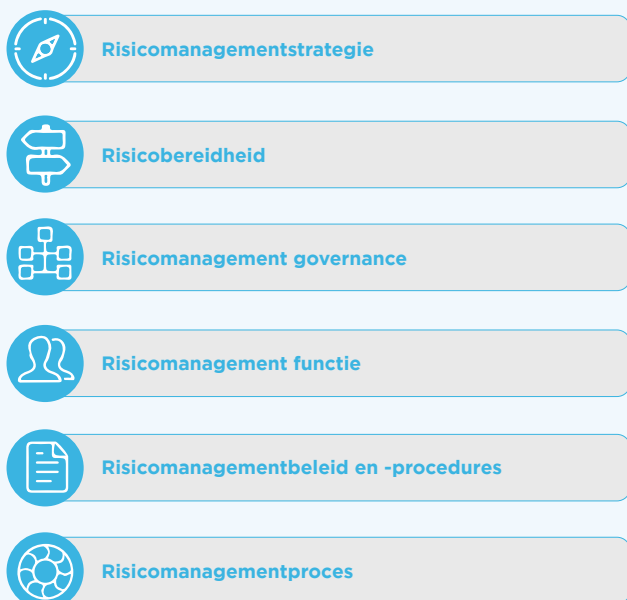 Risicomanagementstrategie
Risicobereidheid
Risicomanagement governance
Risicomanagement functie
Risicomanagementbeleid en -procedures
Risicomanagementproces